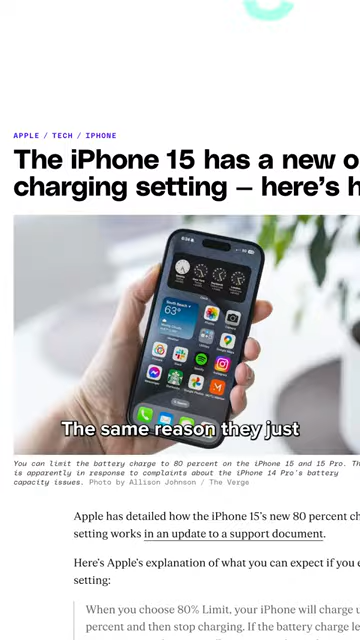 APPLE / TECH / IPHONE
The iPhone 15 has a new o
charging setting — here's h
South Beach
63°
The same reason they just
You can limit the battery charge to 80 percent on the iPhone 15 and 15 Pro. Th
is apparently in response to complaints about the iPhone 14 Pro's battery
capacity issues. Photo by Allison Johnson / The Verge
Apple has detailed how the iPhone 15's new 80 percent ch
setting works in an update to a support document.
Here's Apple's explanation of what you can expect if you e
setting:
When you choose 80% Limit, your iPhone will charge u
percent and then stop charging. If the battery charge le